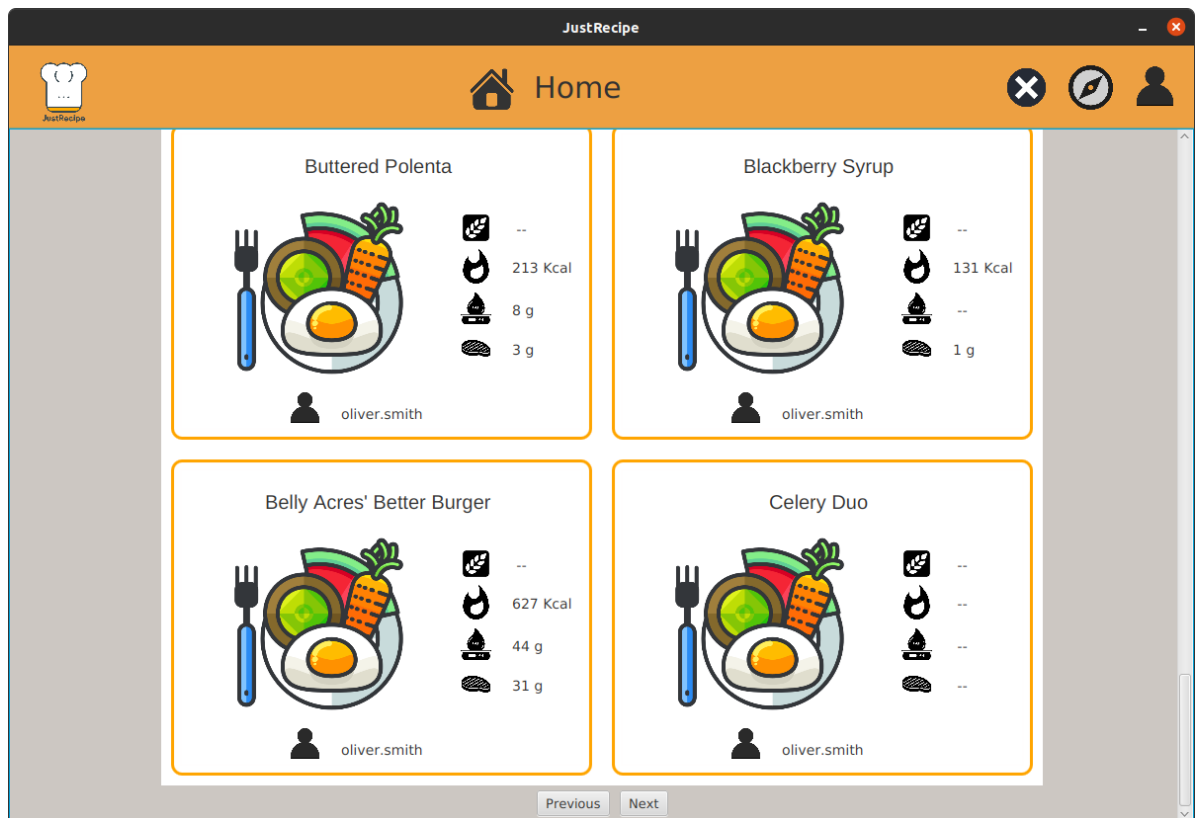 JustRecipe
JustRecipe
Home
Buttered Polenta
--
213 Kcal
8 g
3 g
oliver.smith
Blackberry Syrup
--
131 Kcal
--
1 g
oliver.smith
Belly Acres' Better Burger
--
627 Kcal
44 g
31 g
oliver.smith
Celery Duo
--
--
--
--
oliver.smith
Previous
Next